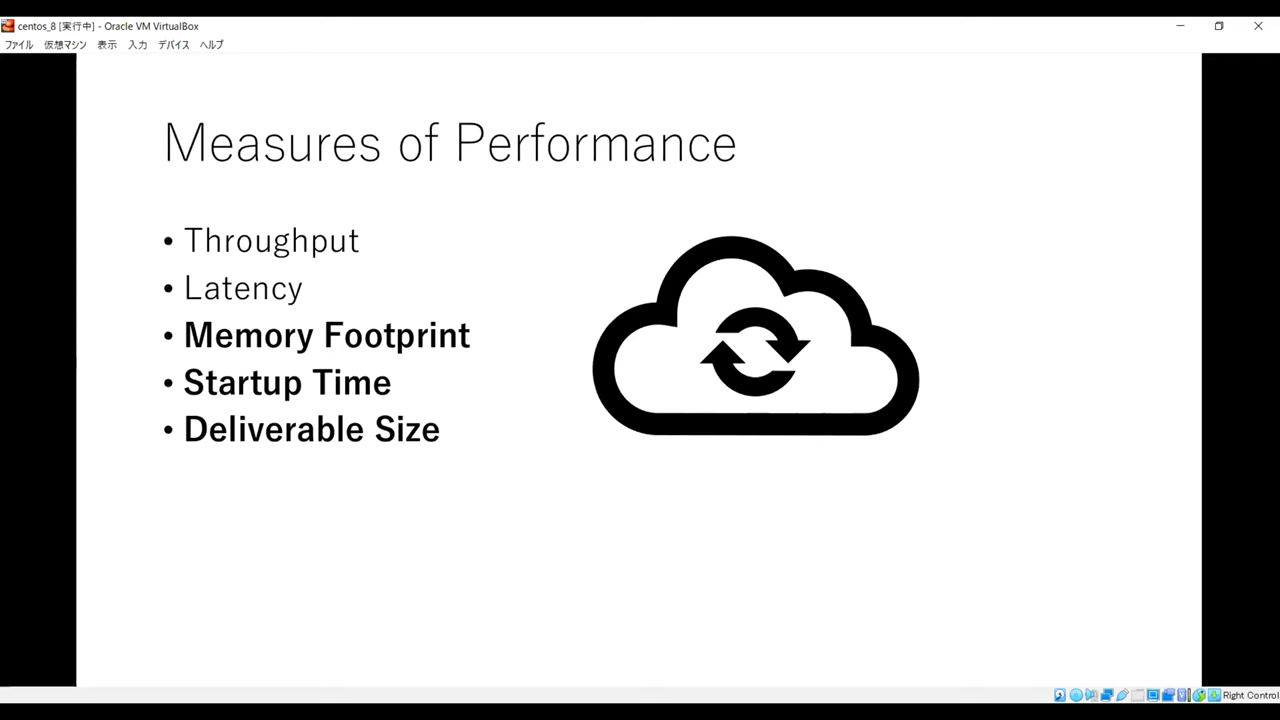 centos_8 [実行中] - Oracle VM VirtualBox
ファイル 仮想マシン 表示 入力 デバイス ヘルプ
Measures of Performance
• Throughput
• Latency
• Memory Footprint
• Startup Time
• Deliverable Size
Right Control